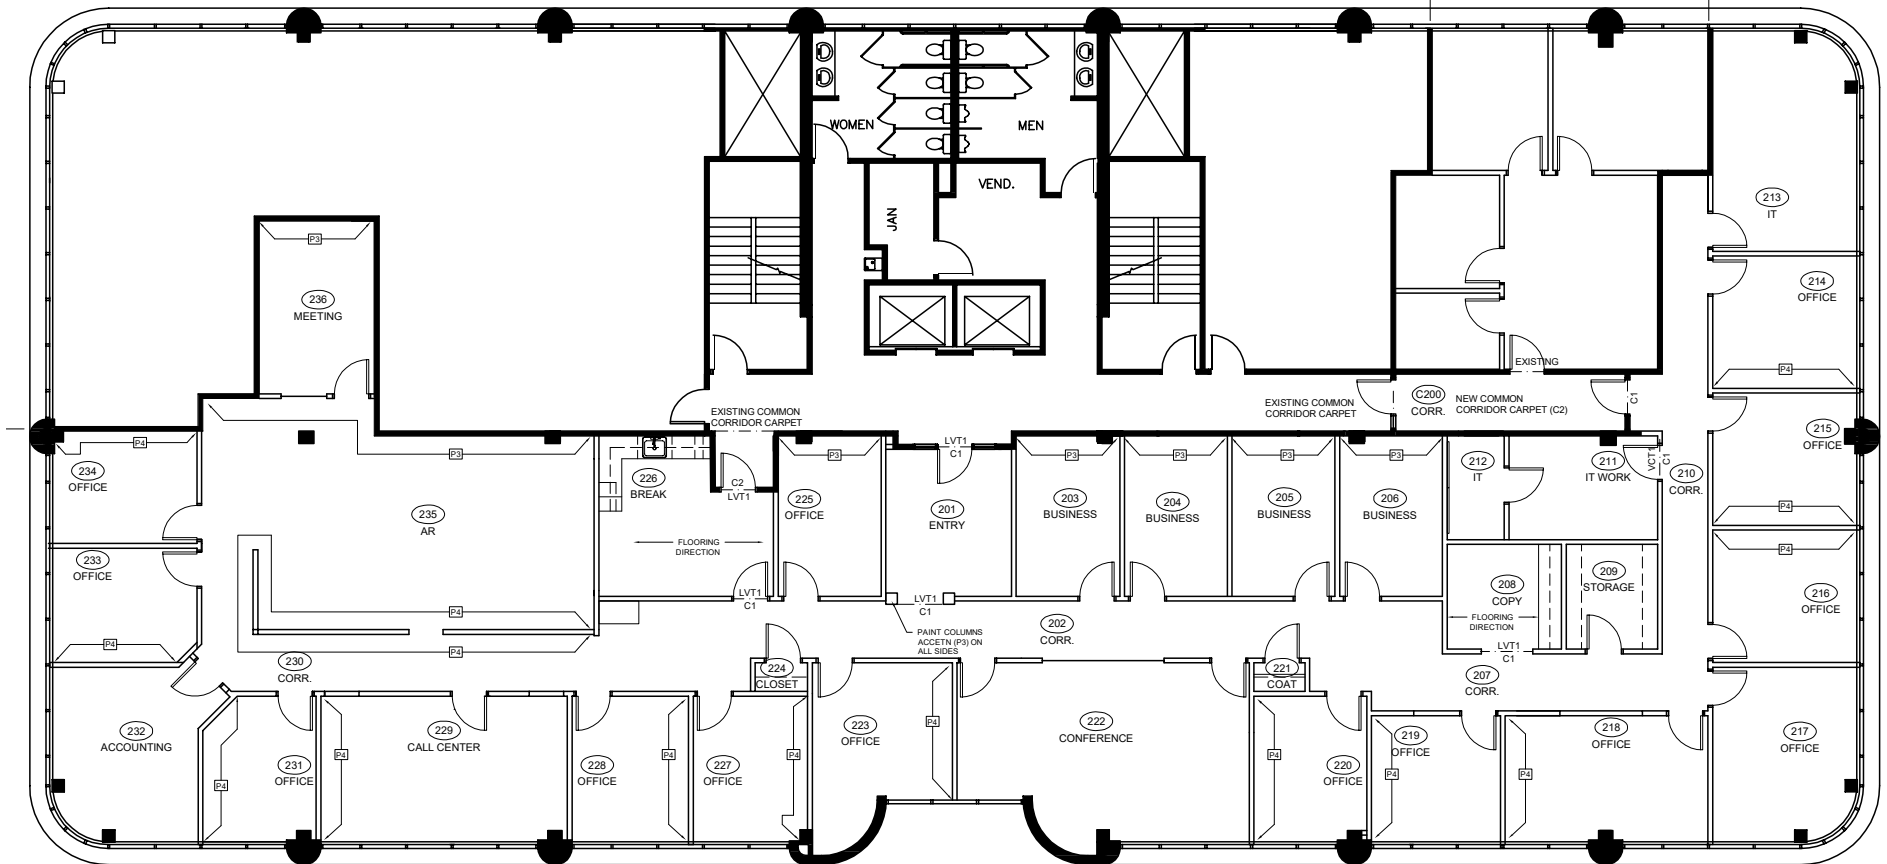 WOMEN
MEN
VEND.
JAN
213
IT
214
OFFICE
P4
215
OFFICE
P4
P4
216
OFFICE
217
OFFICE
P3
236
MEETING
EXISTING COMMON
CORRIDOR CARPET
EXISTING COMMON
CORRIDOR CARPET
C200
CORR.
NEW COMMON
CORRIDOR CARPET (C2)
EXISTING
C1
P4
234
OFFICE
233
OFFICE
P4
P3
235
AR
P4
P4
226
BREAK
FLOORING
DIRECTION
C2
LVT1
LVT1
C1
P3
225
OFFICE
LVT1
C1
201
ENTRY
LVT1
C1
PAINT COLUMNS
ACCETN (P3) ON
ALL SIDES
P3
203
BUSINESS
P3
204
BUSINESS
P3
205
BUSINESS
P3
206
BUSINESS
212
IT
211
IT WORK
VCT1
C1
210
CORR.
208
COPY
FLOORING
DIRECTION
209
STORAGE
LVT1
C1
202
CORR.
207
CORR.
230
CORR.
232
ACCOUNTING
231
OFFICE
P4
P4
229
CALL CENTER
228
OFFICE
P4
227
OFFICE
P4
224
CLOSET
223
OFFICE
P4
222
CONFERENCE
221
COAT
P4
220
OFFICE
219
OFFICE
P4
218
OFFICE
P4